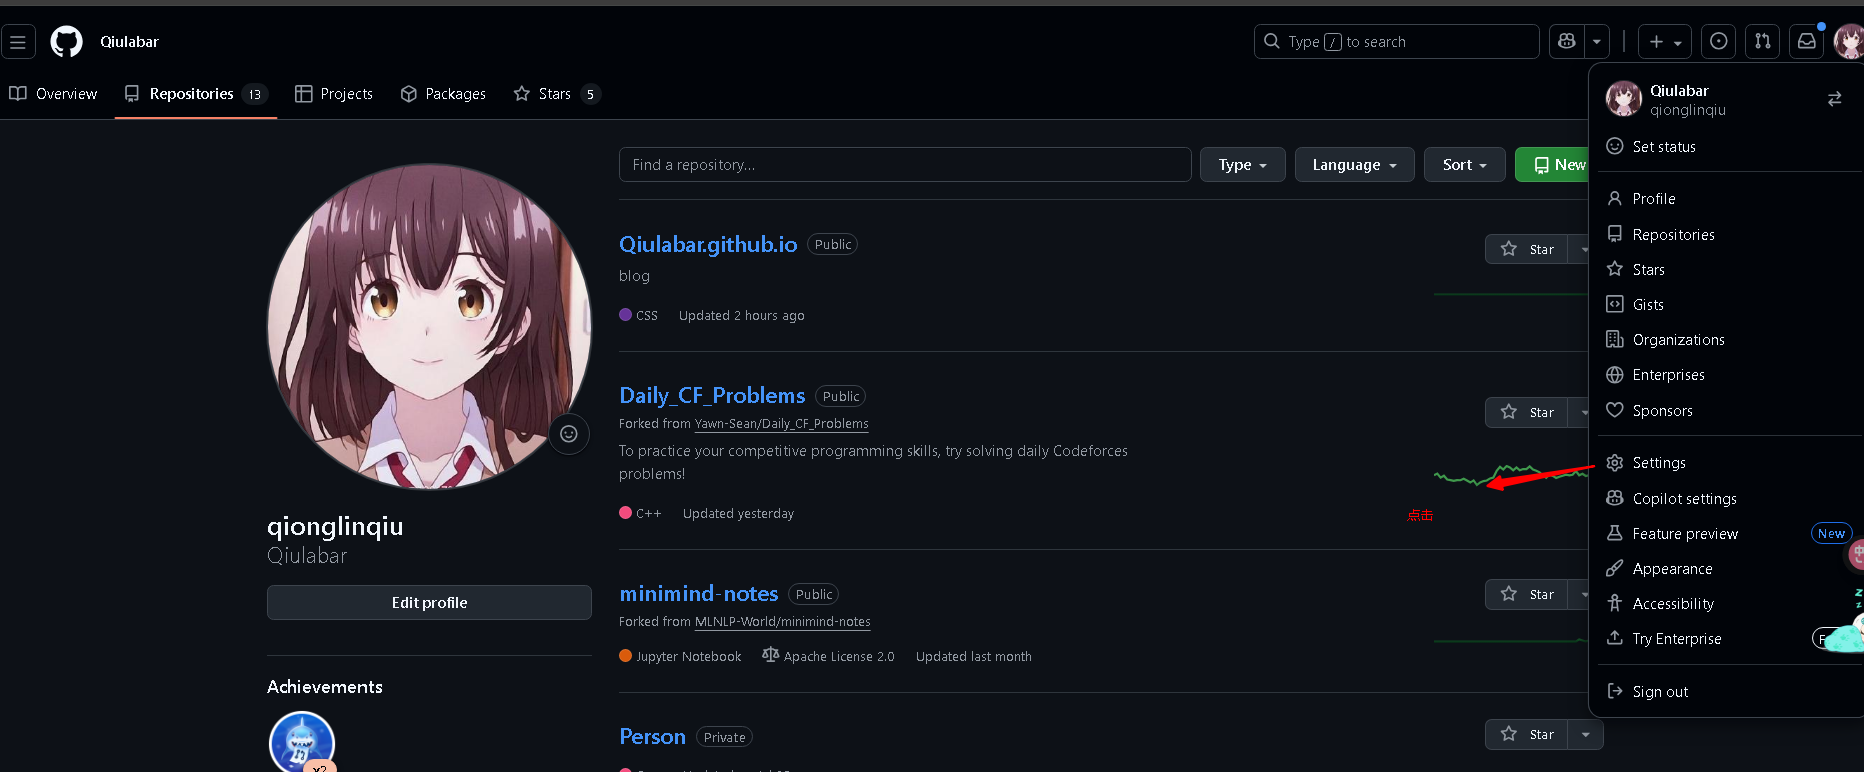 Qiulabar
Type / to search
Overview
Repositories 13
Projects
Packages
Stars 5
Find a repository...
Type
Language
Sort
New
Qiulabar.github.io Public
blog
CSS Updated 2 hours ago
Star
Daily_CF_Problems Public
Forked from Yawn-Sean/Daily_CF_Problems
To practice your competitive programming skills, try solving daily Codeforces
problems!
C++ Updated yesterday
Star
点击
minimind-notes Public
Forked from MLNLP-World/minimind-notes
Jupyter Notebook Apache License 2.0 Updated last month
Star
Person Private
Star
qionglinqiu
Qiulabar
Edit profile
Achievements
x2
Qiulabar
qionglinqiu
Set status
Profile
Repositories
Stars
Gists
Organizations
Enterprises
Sponsors
Settings
Copilot settings
Feature preview New
Appearance
Accessibility
Try Enterprise
Sign out